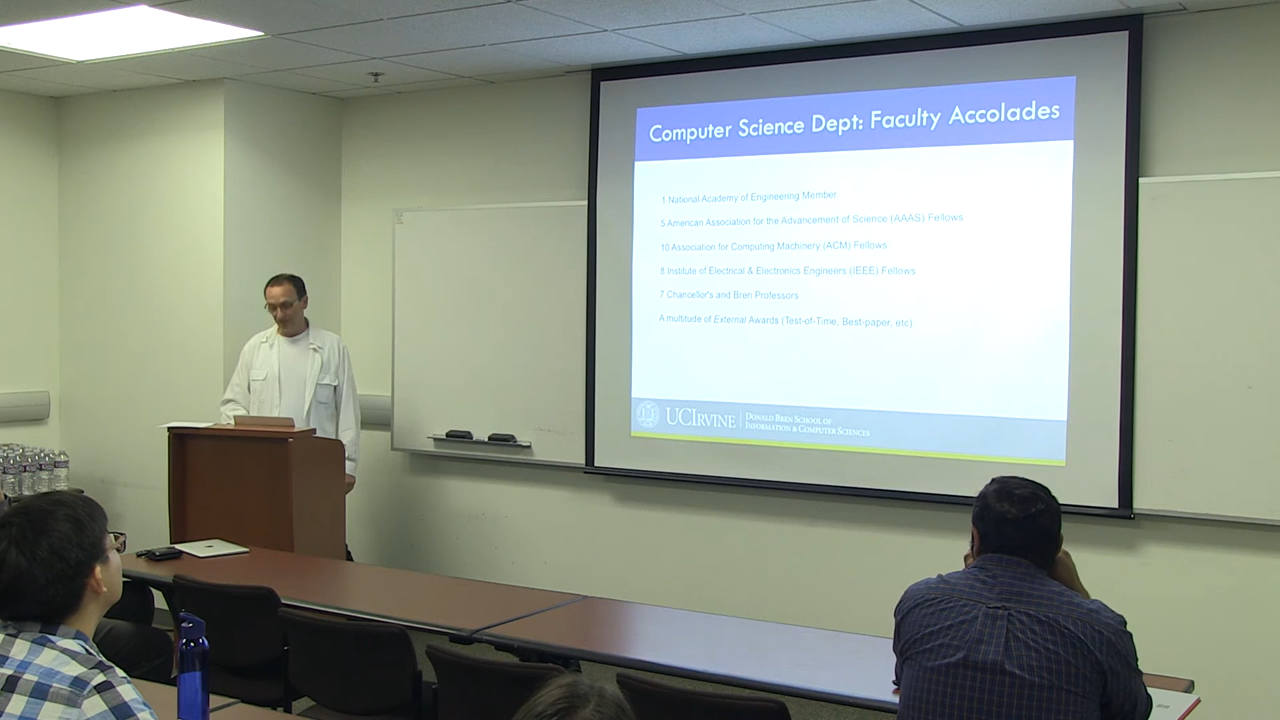 Computer Science Dept: Faculty Accolades
1 National Academy of Engineering Member
5 American Association for the Advancement of Science (AAAS) Fellows
10 Association for Computing Machinery (ACM) Fellows
8 Institute of Electrical & Electronics Engineers (IEEE) Fellows
7 Chancellor's and Bren Professors
A multitude of External Awards (Test-of-Time, Best-paper, etc)
UCIRVINE
DONALD BREN SCHOOL OF
INFORMATION & COMPUTER SCIENCES